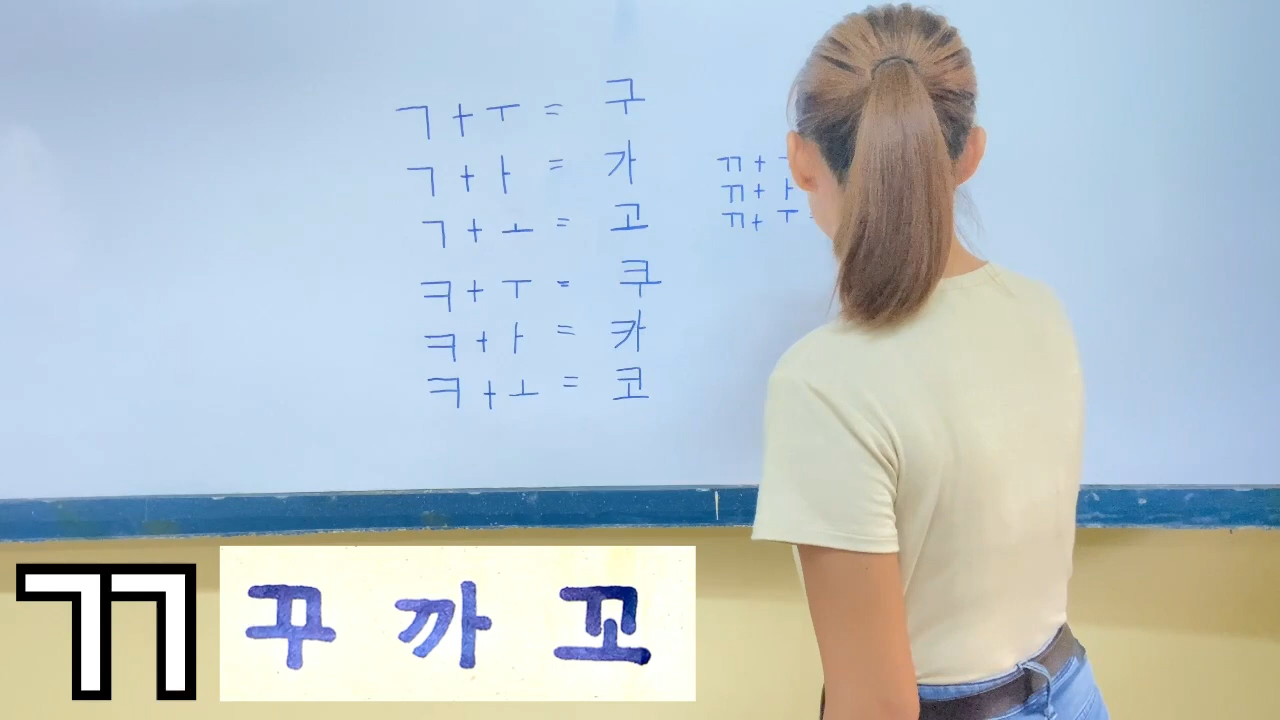 ㄱ + ㅜ = 구
ㄱ + ㅏ = 가
ㄱ + ㅗ = 고
ㅋ + ㅜ = 쿠
ㅋ + ㅏ = 카
ㅋ + ㅗ = 코
ㄲ +
ㄲ + ㅏ
ㄲ + ㅜ =
ㄲ 꾸 까 꼬